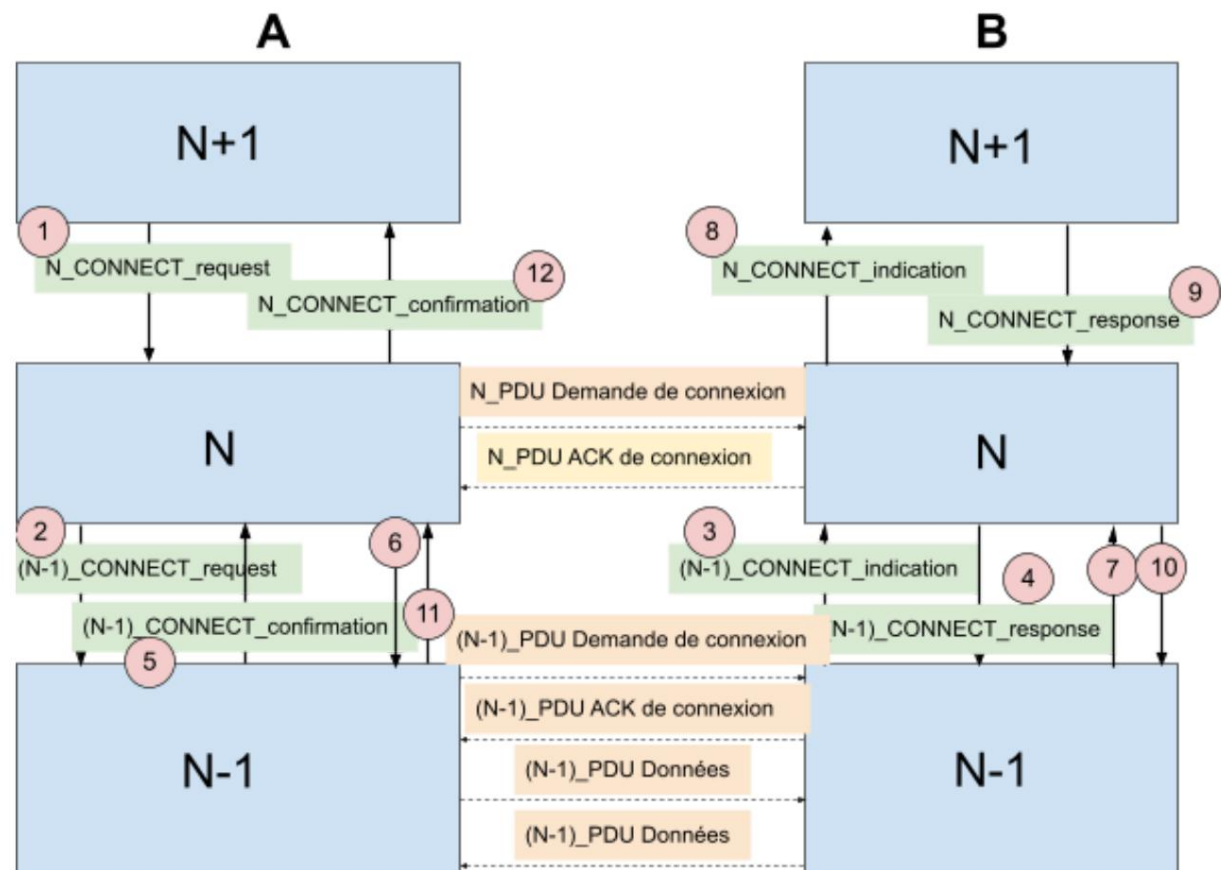 A
B
N+1
N+1
1
8
N_CONNECT_request
N_CONNECT_indication
12
9
N_CONNECT_confirmation
N_CONNECT_response
N_PDU Demande de connexion
N
N
N_PDU ACK de connexion
2
6
3
(N-1)_CONNECT_request
(N-1)_CONNECT_indication
4
7
10
11
(N-1)_CONNECT_confirmation
(N-1)_PDU Demande de connexion
(N-1)_CONNECT_response
5
(N-1)_PDU ACK de connexion
N-1
N-1
(N-1)_PDU Données
(N-1)_PDU Données